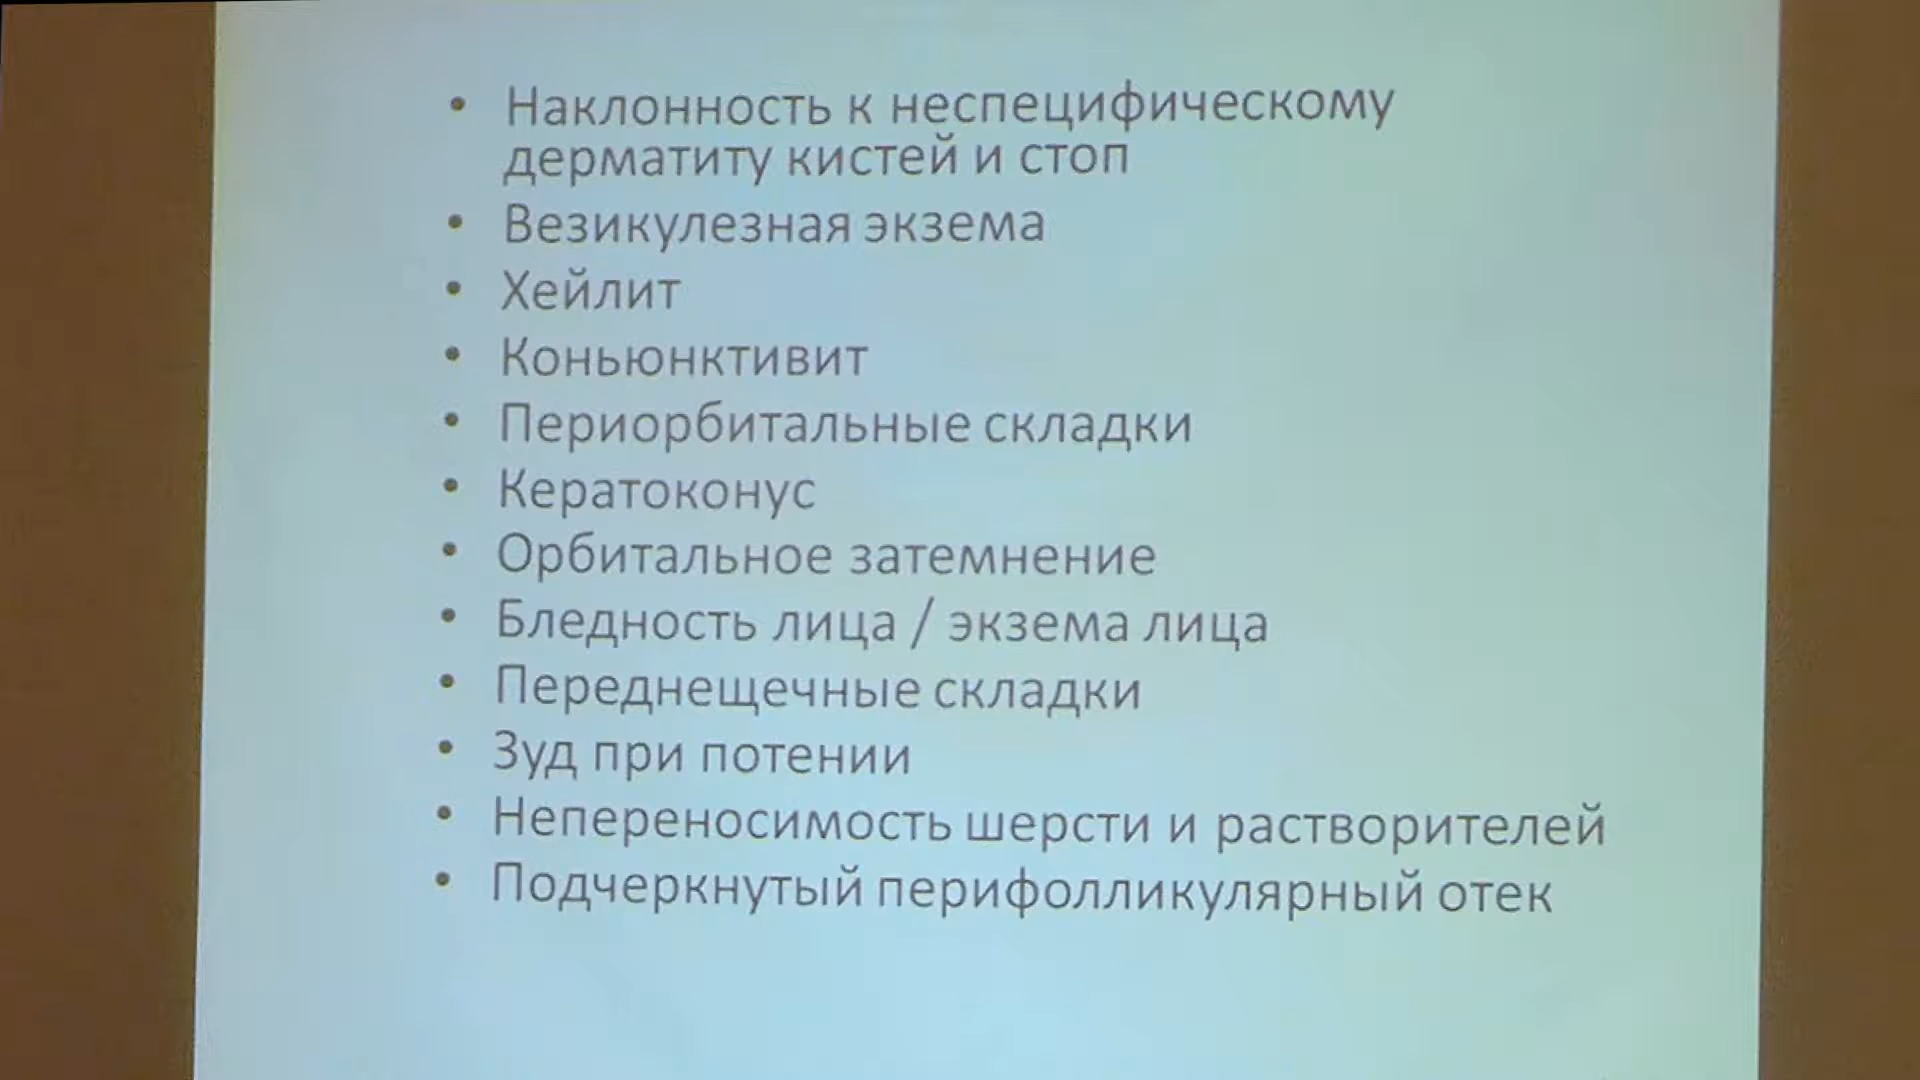 • Наклонность к неспецифическому
дерматиту кистей и стоп
• Везикулезная экзема
• Хейлит
• Коньюнктивит
• Периорбитальные складки
• Кератоконус
• Орбитальное затемнение
• Бледность лица / экзема лица
• Переднещечные складки
• Зуд при потении
• Непереносимость шерсти и растворителей
• Подчеркнутый перифолликулярный отек